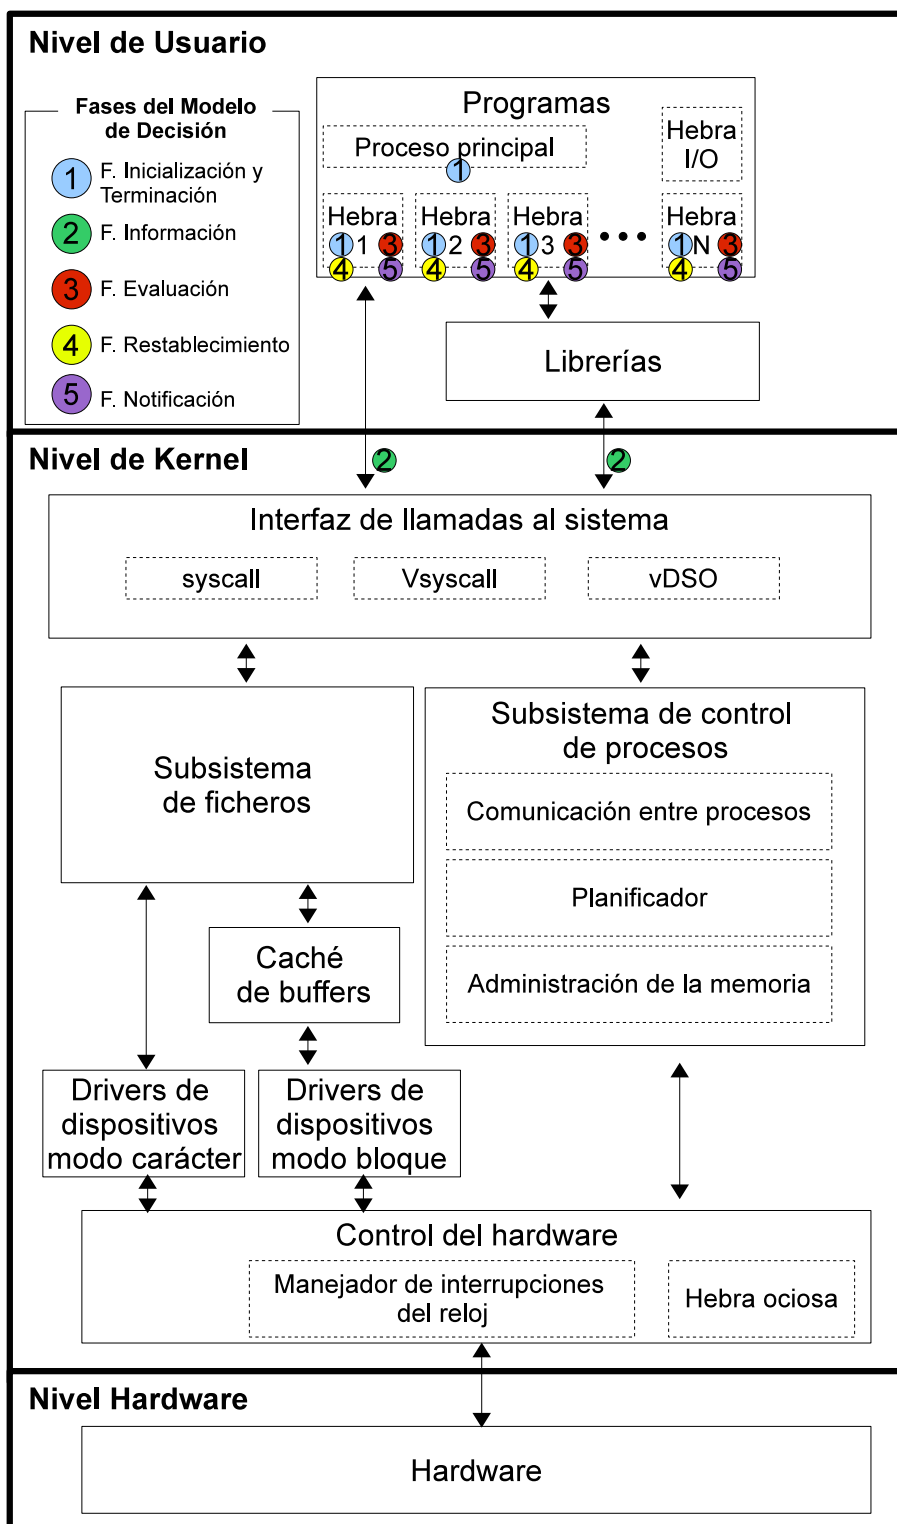 Nivel de Usuario
Fases del Modelo
de Decisión
1 F. Inicialización y
Terminación
2 F. Información
3 F. Evaluación
4 F. Restablecimiento
5 F. Notificación
Programas
Proceso principal
1
Hebra
I/O
Hebra
1 1 3
4 5
Hebra
1 2 3
4 5
Hebra
1 3 3
4 5
Hebra
1 N 3
4 5
Librerías
Nivel de Kernel
2
2
Interfaz de llamadas al sistema
syscall
Vsyscall
vDSO
Subsistema
de ficheros
Subsistema de control
de procesos
Comunicación entre procesos
Planificador
Administración de la memoria
Caché
de buffers
Drivers de
dispositivos
modo carácter
Drivers de
dispositivos
modo bloque
Control del hardware
Manejador de interrupciones
del reloj
Hebra ociosa
Nivel Hardware
Hardware